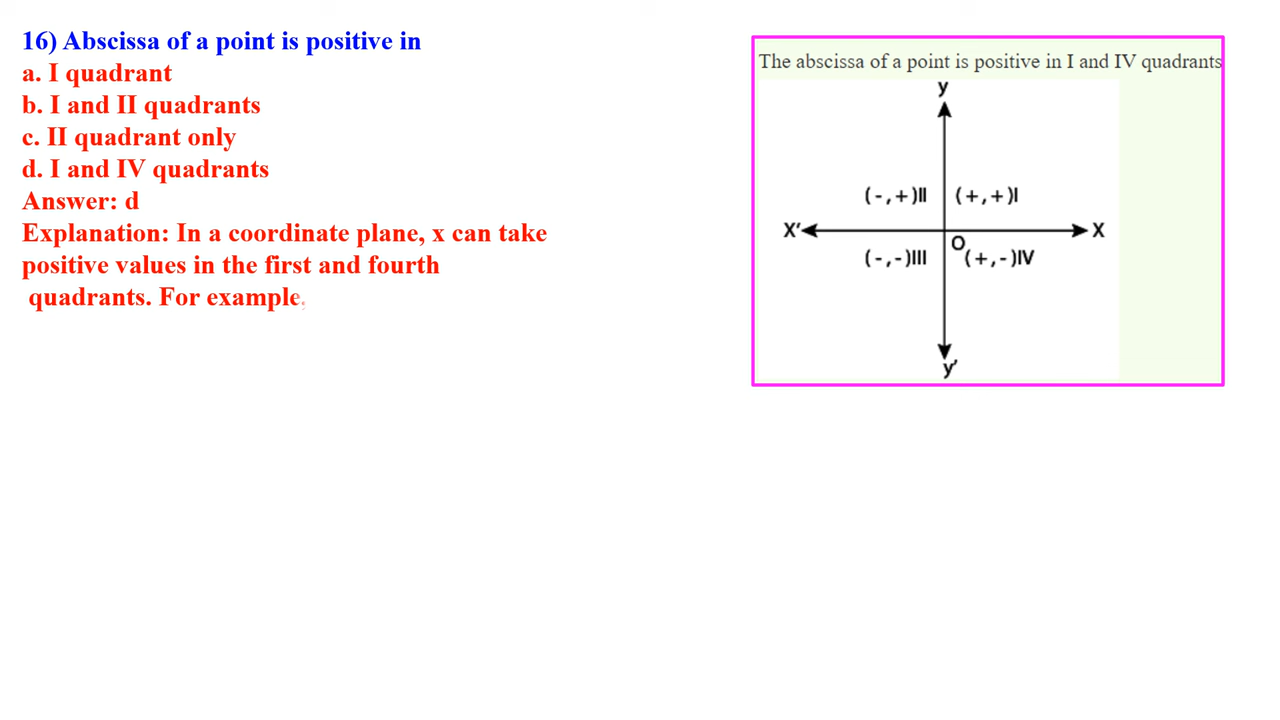 16) Abscissa of a point is positive in
a. I quadrant
b. I and II quadrants
c. II quadrant only
d. I and IV quadrants
Answer: d
Explanation: In a coordinate plane, x can take
positive values in the first and fourth
quadrants. For example,
The abscissa of a point is positive in I and IV quadrants
y
(-,+)II (+,+)I
X' O X
(-,-)III (+,-)IV
y'